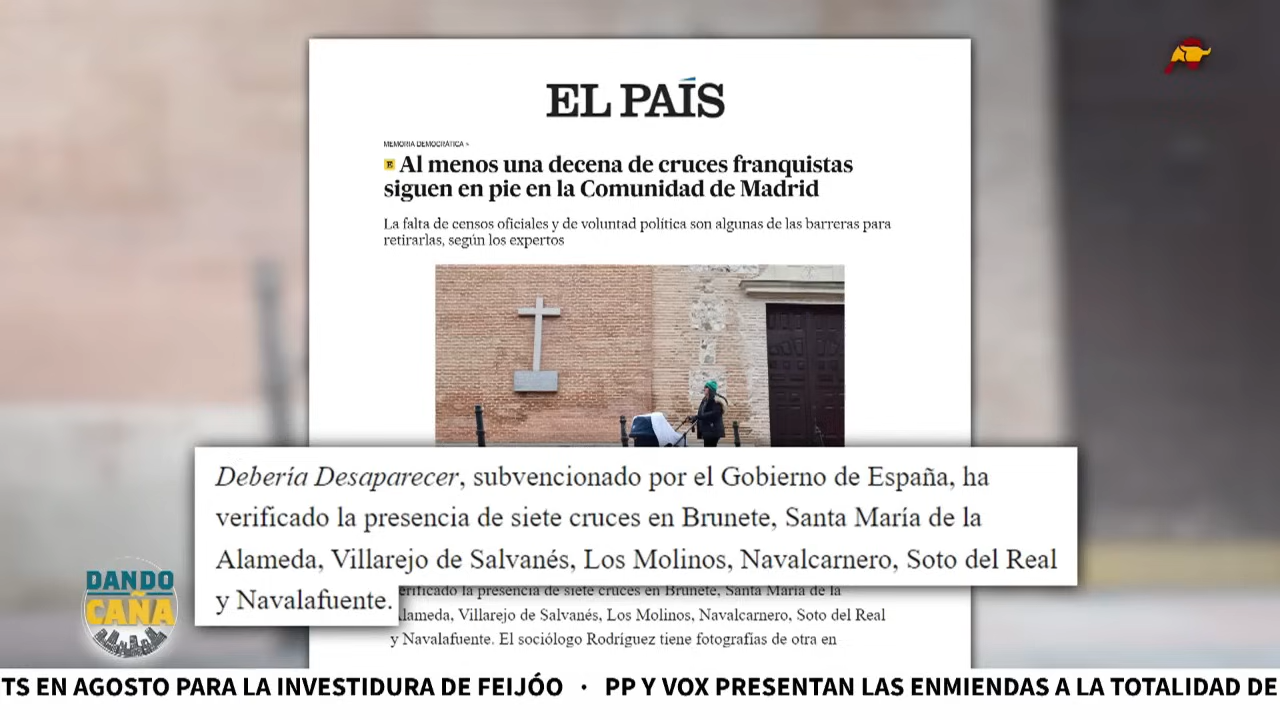 EL PAÍS
MEMORIA DEMOCRÁTICA ›
E Al menos una decena de cruces franquistas
siguen en pie en la Comunidad de Madrid
La falta de censos oficiales y de voluntad política son algunas de las barreras para
retirarlas, según los expertos
Debería Desaparecer, subvencionado por el Gobierno de España, ha
verificado la presencia de siete cruces en Brunete, Santa María de la
Alameda, Villarejo de Salvanés, Los Molinos, Navalcarnero, Soto del Real
y Navalafuente.
verificado la presencia de siete cruces en Brunete, Santa María de la
Alameda, Villarejo de Salvanés, Los Molinos, Navalcarnero, Soto del Real
y Navalafuente. El sociólogo Rodríguez tiene fotografías de otra en
DANDO
CAÑA
TS EN AGOSTO PARA LA INVESTIDURA DE FEIJÓO · PP Y VOX PRESENTAN LAS ENMIENDAS A LA TOTALIDAD DE